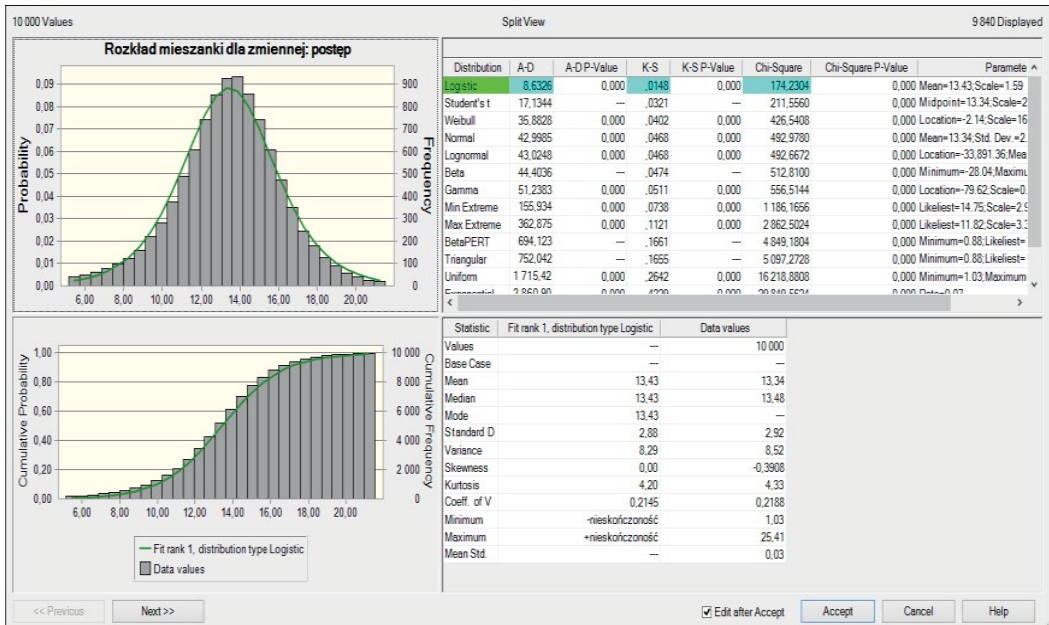 10 000 Values Split View 9 840 Displayed
Rozkład mieszanki dla zmiennej: postęp
0,09
0,08
0,07
0,06
0,05
0,04
0,03
0,02
0,01
0,00
Probability
900
800
700
600
500
400
300
200
100
0
Frequency
6,00 8,00 10,00 12,00 14,00 16,00 18,00 20,00
Distribution A-D A-D P-Value K-S K-S P-Value Chi-Square Chi-Square P-Value Paramete
Logistic 8,6326 0,000 ,0148 0,000 174,2304 0,000 Mean=13.43;Scale=1.59
Student's t 17,1344 --- ,0321 211,5560 0,000 Midpoint=13.34;Scale=2
Weibull 35,8828 0,000 ,0402 0,000 426,5408 0,000 Location=-2.14;Scale=16
Normal 42,9985 0,000 ,0468 0,000 492,9780 0,000 Mean=13.34;Std. Dev.=2.
Lognormal 43,0248 0,000 ,0468 0,000 492,6672 0,000 Location=-33,891.36;Mea
Beta 44,4036 --- ,0474 --- 512,8100 0,000 Minimum=-28.04;Maximu
Gamma 51,2383 0,000 ,0511 0,000 556,5144 0,000 Location=-79.62;Scale=0.
Min Extreme 155,934 0,000 ,0738 0,000 1 186,1656 0,000 Likeliest=14.75;Scale=2.9
Max Extreme 362,875 0,000 ,1121 0,000 2 862,5024 0,000 Likeliest=11.82;Scale=3.3
BetaPERT 694,123 --- ,1661 --- 4 849,1804 0,000 Minimum=0.88;Likeliest=
Triangular 752,042 --- ,1655 --- 5 097,2728 0,000 Minimum=0.88;Likeliest=
Uniform 1 715,42 0,000 ,2642 0,000 16 218,8808 0,000 Minimum=1.03;Maximum
1,00
0,80
0,60
0,40
0,20
0,00
Cumulative Probability
10 000
8 000
6 000
4 000
2 000
0
Cumulative Frequency
6,00 8,00 10,00 12,00 14,00 16,00 18,00 20,00
Fit rank 1, distribution type Logistic
Data values
Statistic Fit rank 1, distribution type Logistic Data values
Values --- 10 000
Base Case --- ---
Mean 13,43 13,34
Median 13,43 13,48
Mode 13,43 ---
Standard D 2,88 2,92
Variance 8,29 8,52
Skewness 0,00 -0,3908
Kurtosis 4,20 4,33
Coeff. of V 0,2145 0,2188
Minimum -nieskończoność 1,03
Maximum +nieskończoność 25,41
Mean Std. --- 0,03
<< Previous Next >> Edit after Accept Accept Cancel Help